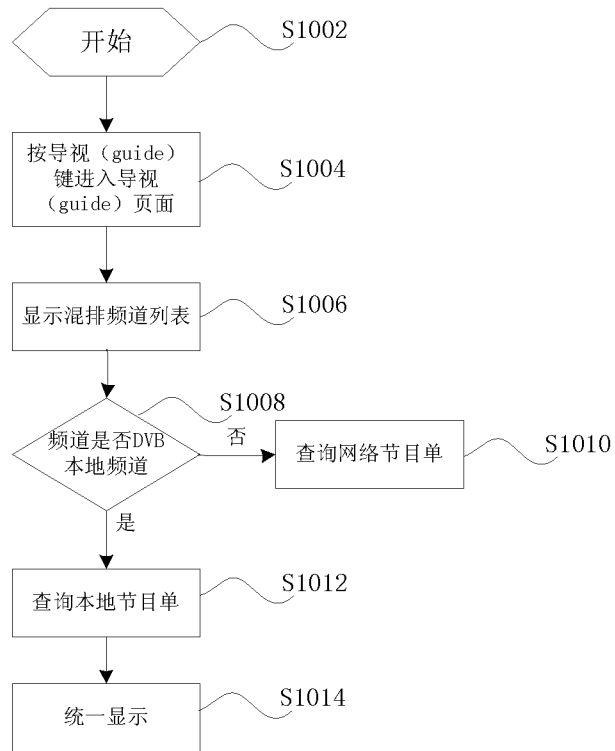 开始
S1002
按导视（guide）
键进入导视
（guide）页面
S1004
显示混排频道列表
S1006
S1008
频道是否DVB
本地频道
否
查询网络节目单
S1010
是
查询本地节目单
S1012
统一显示
S1014